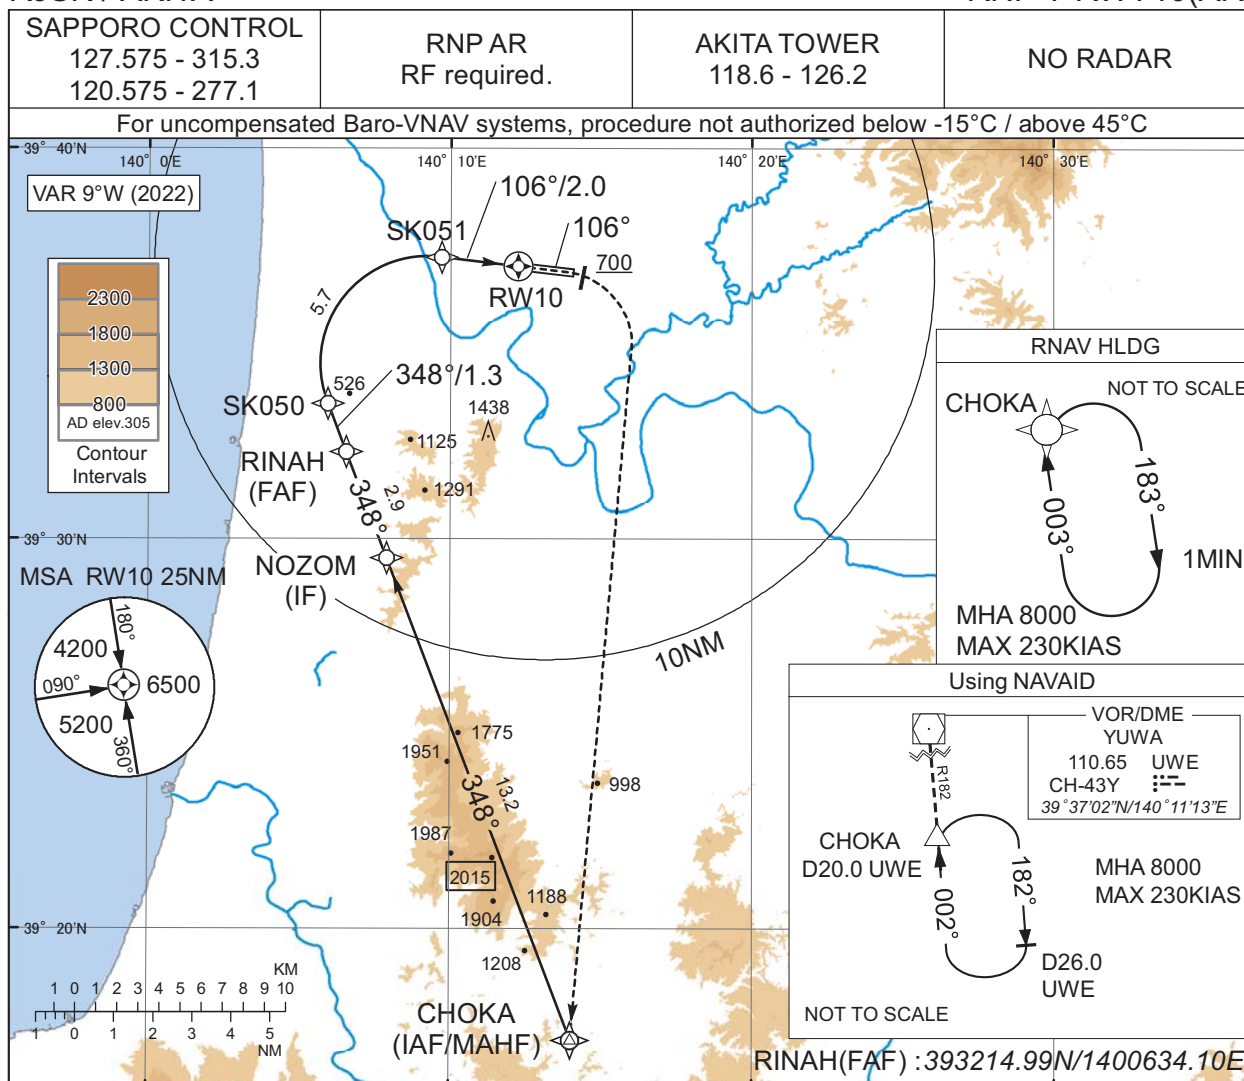 SAPPORO CONTROL
127.575 - 315.3
120.575 - 277.1
RNP AR
RF required.
AKITA TOWER
118.6 - 126.2
NO RADAR
For uncompensated Baro-VNAV systems, procedure not authorized below -15°C / above 45°C
39° 40'N
140° 0'E
140° 10'E
140° 20'E
140° 30'E
VAR 9°W (2022)
106°/2.0
SK051
106°
700
RW10
2300
1800
1300
800
AD elev.305
Contour
Intervals
5.7
526
348°/1.3
SK050
1438
1125
RINAH
(FAF)
1291
348°
2.9
39° 30'N
NOZOM
(IF)
10NM
RNAV HLDG
NOT TO SCALE
CHOKA
183°
003°
1MIN
MHA 8000
MAX 230KIAS
MSA RW10 25NM
180°
4200
090°
6500
5200
360°
1775
1951
348°
13.2
998
1987
2015
1904
1188
1208
39° 20'N
Using NAVAID
VOR/DME
YUWA
110.65 UWE
CH-43Y
39°37'02"N/140°11'13"E
R182
CHOKA
D20.0 UWE
182°
002°
MHA 8000
MAX 230KIAS
D26.0
UWE
NOT TO SCALE
KM
1 0 1 2 3 4 5 6 7 8 9 10
1 0 1 2 3 4 5
NM
CHOKA
(IAF/MAHF)
RINAH(FAF) :393214.99N/1400634.10E